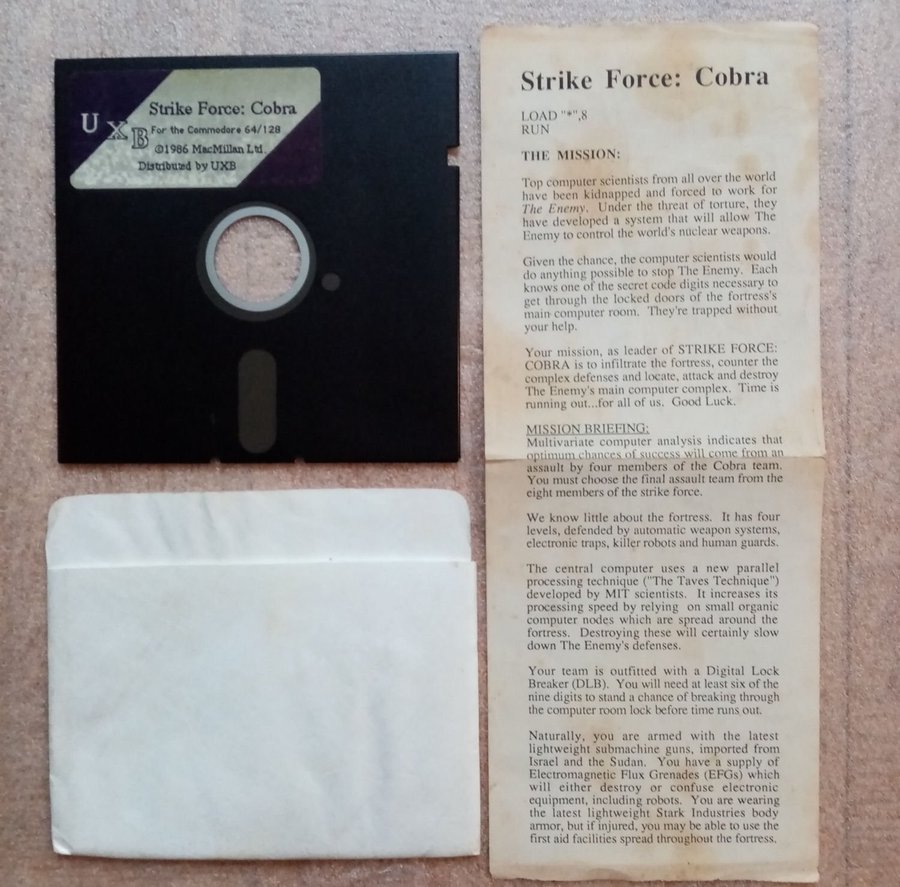 UXB
Strike Force: Cobra
For the Commodore 64/128
©1986 MacMillan Ltd.
Distributed by UXB
Strike Force: Cobra
LOAD "*",8
RUN
THE MISSION:
Top computer scientists from all over the world
have been kidnapped and forced to work for
The Enemy. Under the threat of torture, they
have developed a system that will allow The
Enemy to control the world's nuclear weapons.
Given the chance, the computer scientists would
do anything possible to stop The Enemy. Each
knows one of the secret code digits necessary to
get through the locked doors of the fortress's
main computer room. They're trapped without
your help.
Your mission, as leader of STRIKE FORCE:
COBRA is to infiltrate the fortress, counter the
complex defenses and locate, attack and destroy
The Enemy's main computer complex. Time is
running out...for all of us. Good Luck.
MISSION BRIEFING:
Multivariate computer analysis indicates that
optimum chances of success will come from an
assault by four members of the Cobra team.
You must choose the final assault team from the
eight members of the strike force.
We know little about the fortress. It has four
levels, defended by automatic weapon systems,
electronic traps, killer robots and human guards.
The central computer uses a new parallel
processing technique ("The Taves Technique")
developed by MIT scientists. It increases its
processing speed by relying on small organic
computer nodes which are spread around the
fortress. Destroying these will certainly slow
down The Enemy's defenses.
Your team is outfitted with a Digital Lock
Breaker (DLB). You will need at least six of the
nine digits to stand a chance of breaking through
the computer room lock before time runs out.
Naturally, you are armed with the latest
lightweight submachine guns, imported from
Israel and the Sudan. You have a supply of
Electromagnetic Flux Grenades (EFGs) which
will either destroy or confuse electronic
equipment, including robots. You are wearing
the latest lightweight Stark Industries body
armor, but if injured, you may be able to use the
first aid facilities spread throughout the fortress.